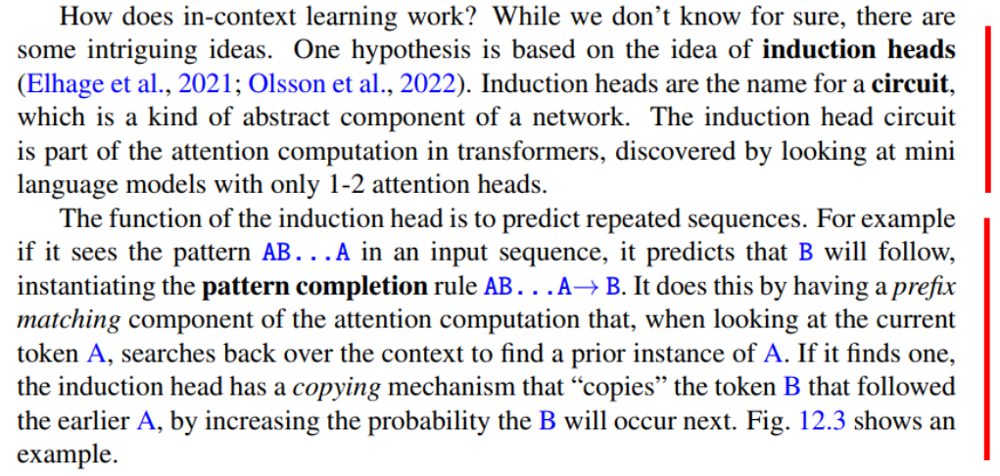 How does in-context learning work? While we don’t know for sure, there are
some intriguing ideas. One hypothesis is based on the idea of induction heads
(Elhage et al., 2021; Olsson et al., 2022). Induction heads are the name for a circuit,
which is a kind of abstract component of a network. The induction head circuit
is part of the attention computation in transformers, discovered by looking at mini
language models with only 1-2 attention heads.
The function of the induction head is to predict repeated sequences. For example
if it sees the pattern AB...A in an input sequence, it predicts that B will follow,
instantiating the pattern completion rule AB...A→ B. It does this by having a prefix
matching component of the attention computation that, when looking at the current
token A, searches back over the context to find a prior instance of A. If it finds one,
the induction head has a copying mechanism that “copies” the token B that followed
the earlier A, by increasing the probability the B will occur next. Fig. 12.3 shows an
example.